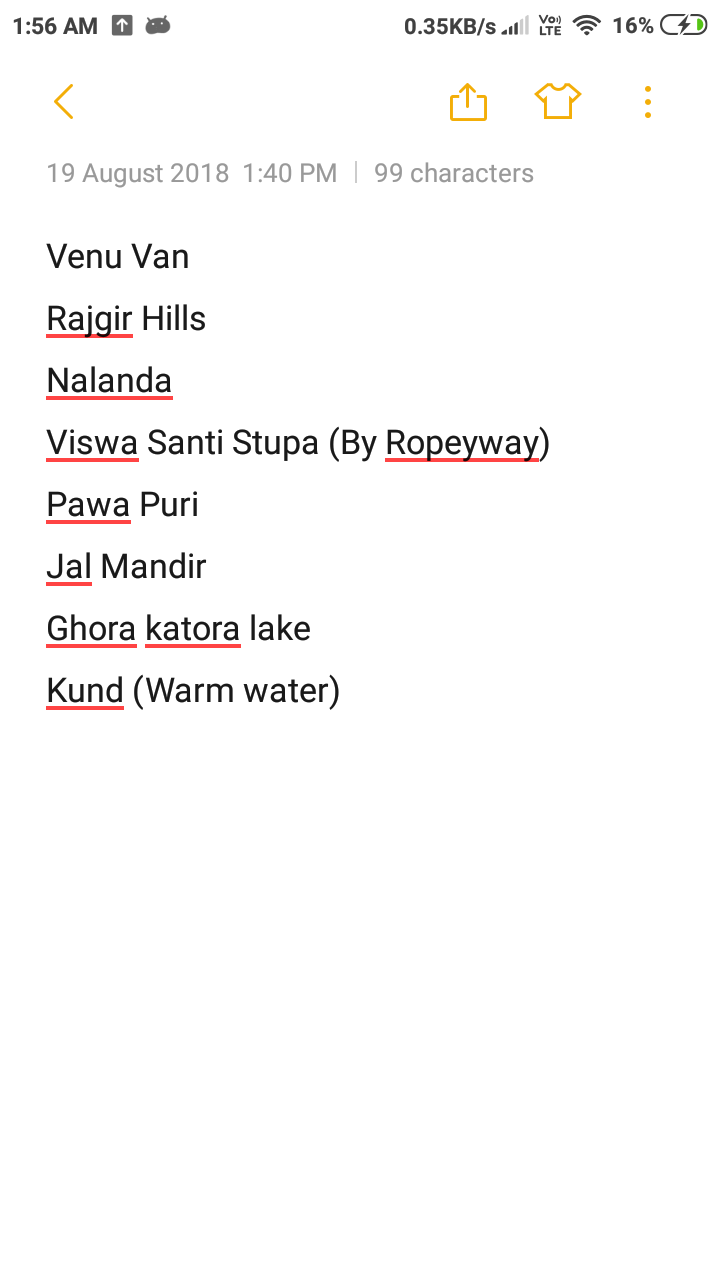 1:56 AM 0.35KB/s Vo) LTE 16%
19 August 2018 1:40 PM | 99 characters
Venu Van
Rajgir Hills
Nalanda
Viswa Santi Stupa (By Ropeyway)
Pawa Puri
Jal Mandir
Ghora katora lake
Kund (Warm water)